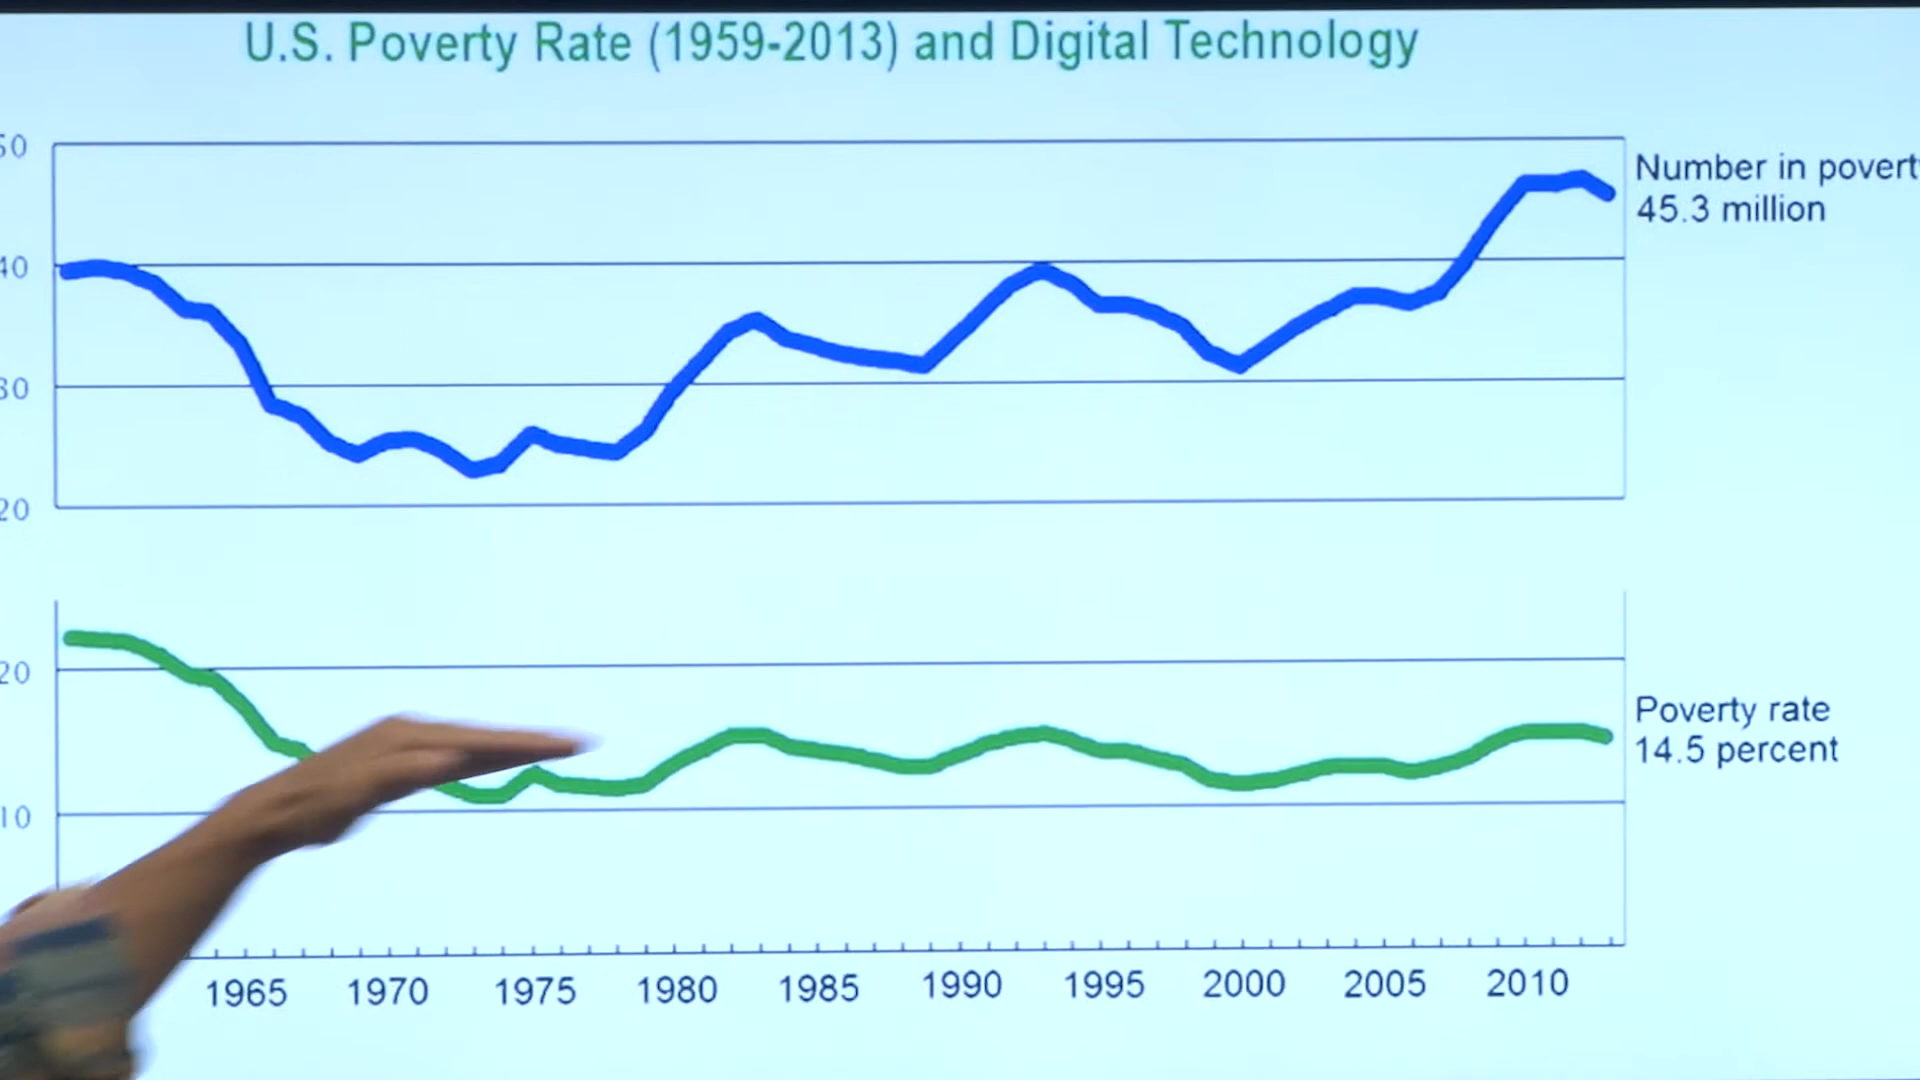 U.S. Poverty Rate (1959-2013) and Digital Technology
50
Number in povert
45.3 million
40
30
20
20
Poverty rate
14.5 percent
10
1965 1970 1975 1980 1985 1990 1995 2000 2005 2010